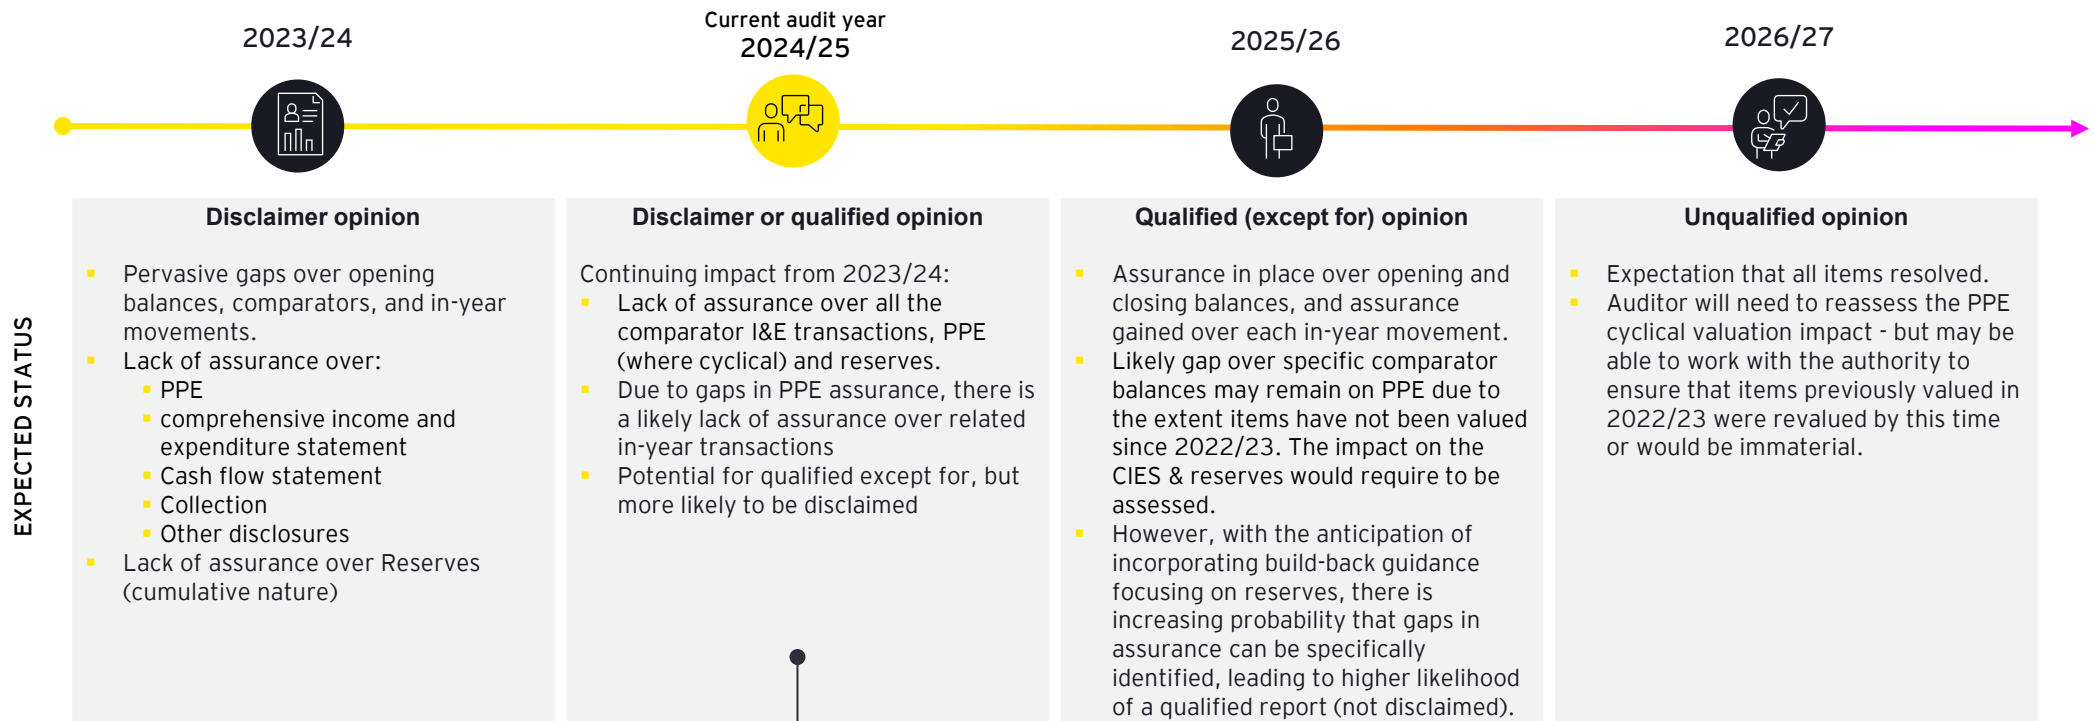 2023/24
Current audit year
2024/25
2025/26
2026/27
EXPECTED STATUS
Disclaimer opinion
▪ Pervasive gaps over opening
balances, comparators, and in-year
movements.
▪ Lack of assurance over:
▪ PPE
▪ comprehensive income and
expenditure statement
▪ Cash flow statement
▪ Collection
▪ Other disclosures
▪ Lack of assurance over Reserves
(cumulative nature)
Disclaimer or qualified opinion
Continuing impact from 2023/24:
▪ Lack of assurance over all the
comparator I&E transactions, PPE
(where cyclical) and reserves.
▪ Due to gaps in PPE assurance, there is
a likely lack of assurance over related
in-year transactions
▪ Potential for qualified except for, but
more likely to be disclaimed
Qualified (except for) opinion
▪ Assurance in place over opening and
closing balances, and assurance
gained over each in-year movement.
▪ Likely gap over specific comparator
balances may remain on PPE due to
the extent items have not been valued
since 2022/23. The impact on the
CIES & reserves would require to be
assessed.
▪ However, with the anticipation of
incorporating build-back guidance
focusing on reserves, there is
increasing probability that gaps in
assurance can be specifically
identified, leading to higher likelihood
of a qualified report (not disclaimed).
Unqualified opinion
▪ Expectation that all items resolved.
▪ Auditor will need to reassess the PPE
cyclical valuation impact - but may be
able to work with the authority to
ensure that items previously valued in
2022/23 were revalued by this time
or would be immaterial.